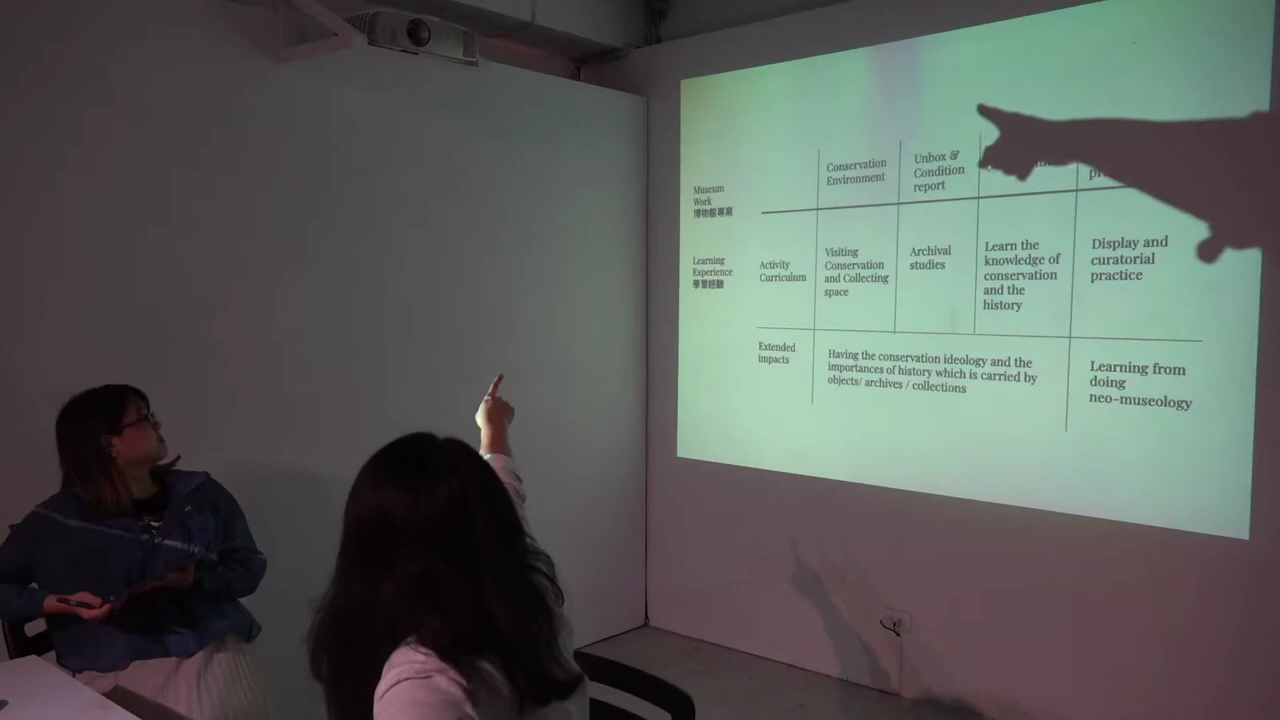 Museum
Work
博物館專業
Conservation
Environment
Unbox &
Condition
report
Learning
Experience
學習經驗
Activity
Curriculum
Visiting
Conservation
and Collecting
space
Archival
studies
Learn the
knowledge of
conservation
and the
history
Display and
curatorial
practice
Extended
impacts
Having the conservation ideology and the
importances of history which is carried by
objects/ archives / collections
Learning from
doing
neo-museology